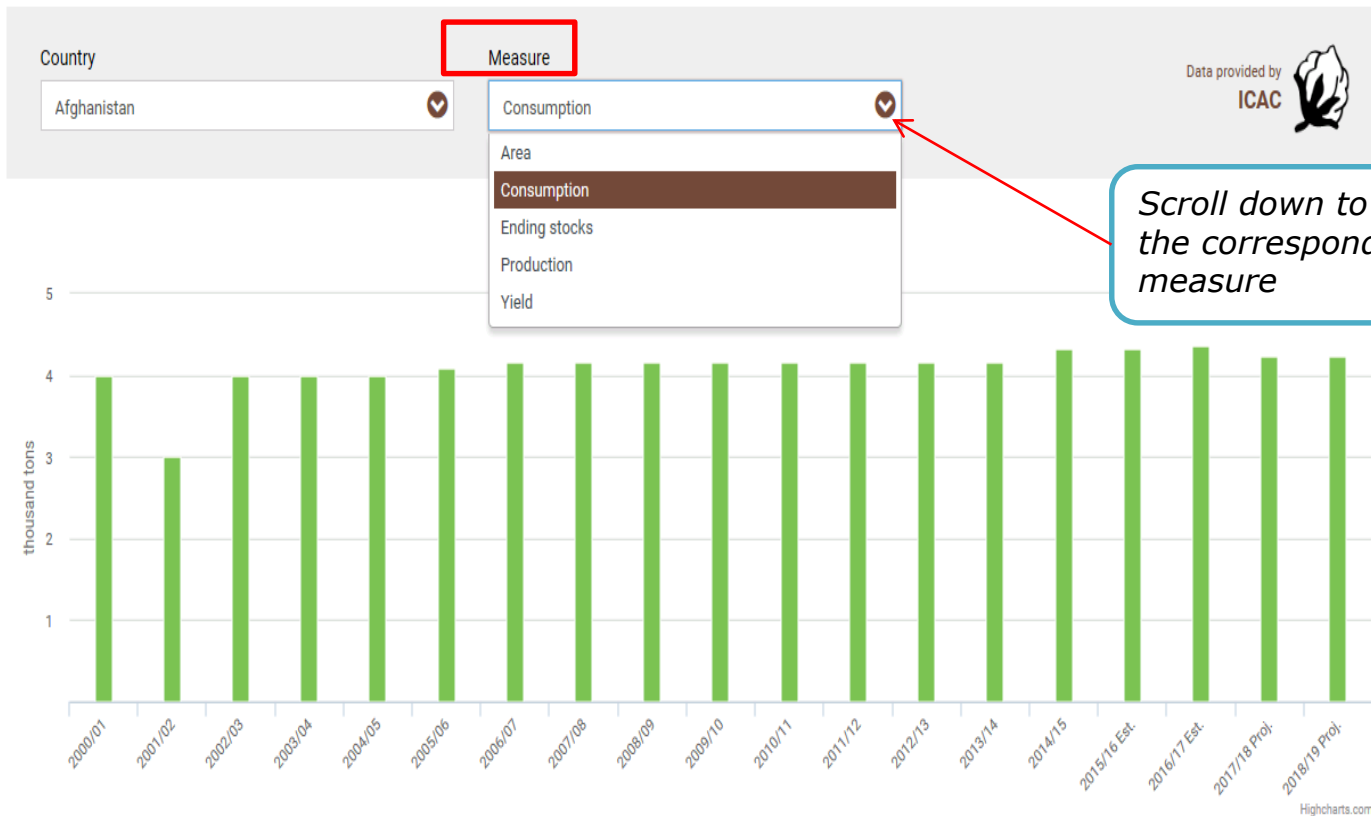 Country
Measure
Data provided by
ICAC
Afghanistan
Consumption
Area
Consumption
Ending stocks
Production
Yield
Scroll down to
the correspond
measure
5
4
3
2
1
thousand tons
2000/01
2001/02
2002/03
2003/04
2004/05
2005/06
2006/07
2007/08
2008/09
2009/10
2010/11
2011/12
2012/13
2013/14
2014/15
2015/16 Est.
2016/17 Est.
2017/18 Proj.
2018/19 Proj.
Highcharts.com